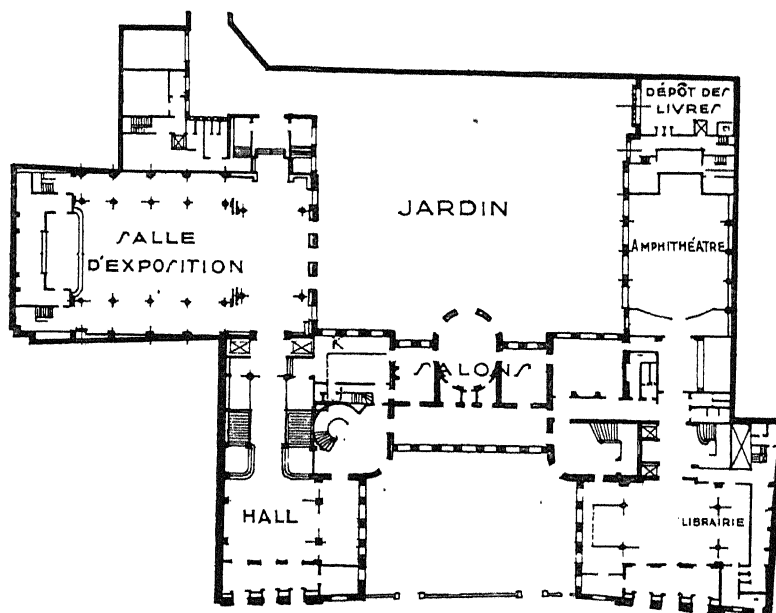 DÉPÔT DES
LIVRES
JARDIN
SALLE
D'EXPOSITION
AMPHITHÉATRE
SALONS
HALL
LIBRAIRIE